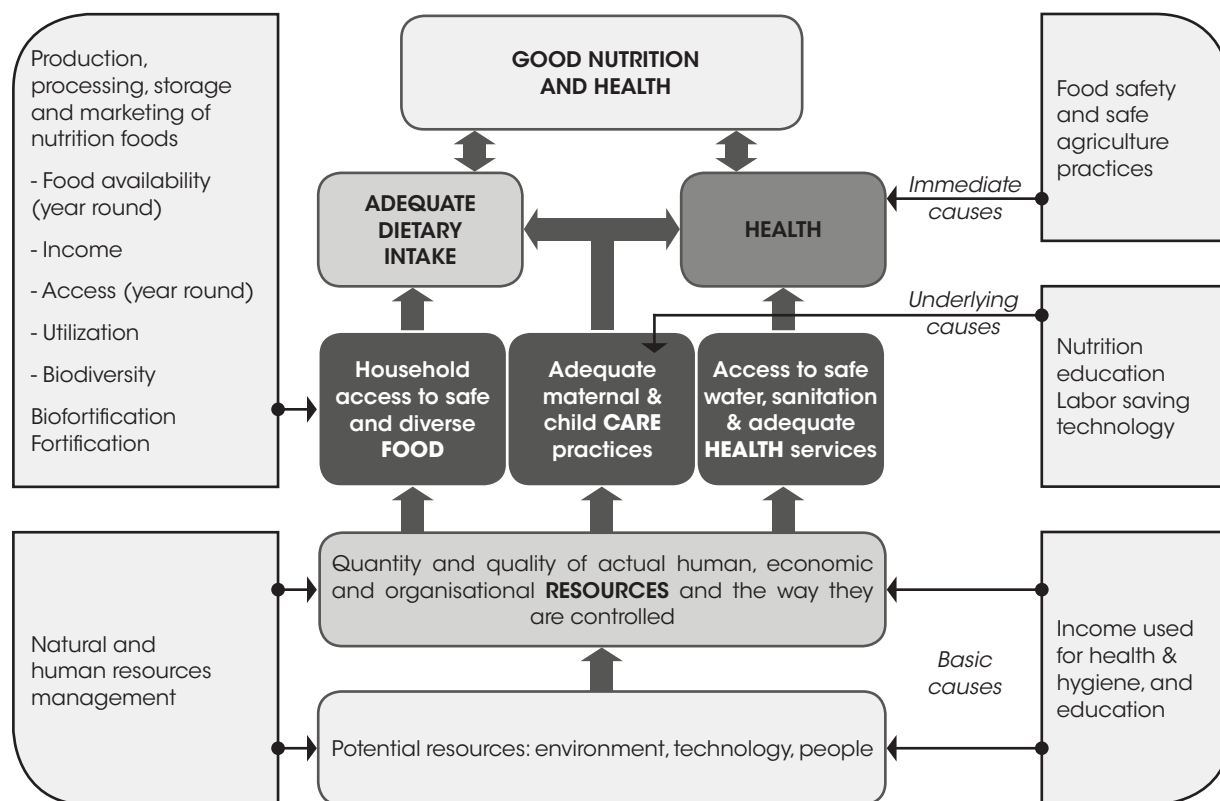 Production,
processing, storage
and marketing of
nutrition foods
- Food availability
(year round)
- Income
- Access (year round)
- Utilization
- Biodiversity
Biofortification
Fortification
GOOD NUTRITION
AND HEALTH
Food safety
and safe
agriculture
practices
ADEQUATE
DIETARY
INTAKE
HEALTH
Immediate
causes
Underlying
causes
Household
access to safe
and diverse
FOOD
Adequate
maternal &
child CARE
practices
Access to safe
water, sanitation
& adequate
HEALTH services
Nutrition
education
Labor saving
technology
Quantity and quality of actual human, economic
and organisational RESOURCES and the way they
are controlled
Natural and
human resources
management
Basic
causes
Income used
for health &
hygiene, and
education
Potential resources: environment, technology, people